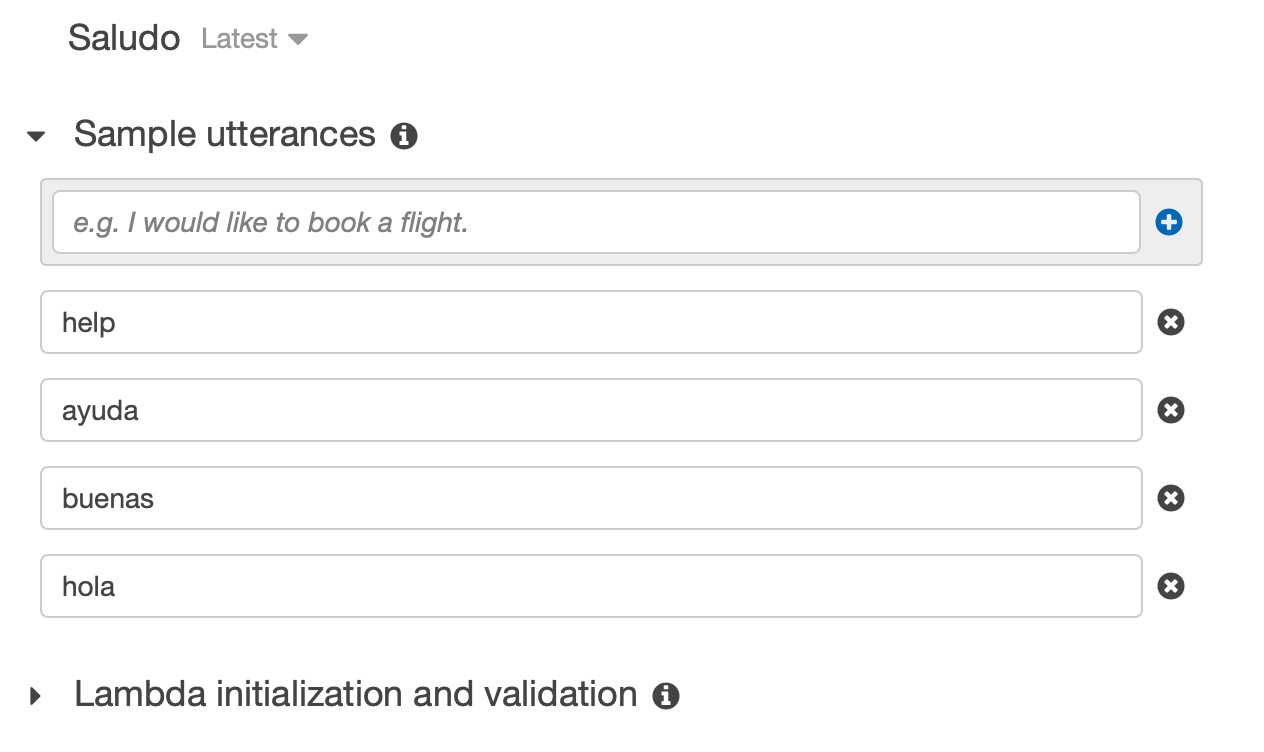 Saludo Latest
Sample utterances
e.g. I would like to book a flight.
help
ayuda
buenas
hola
Lambda initialization and validation